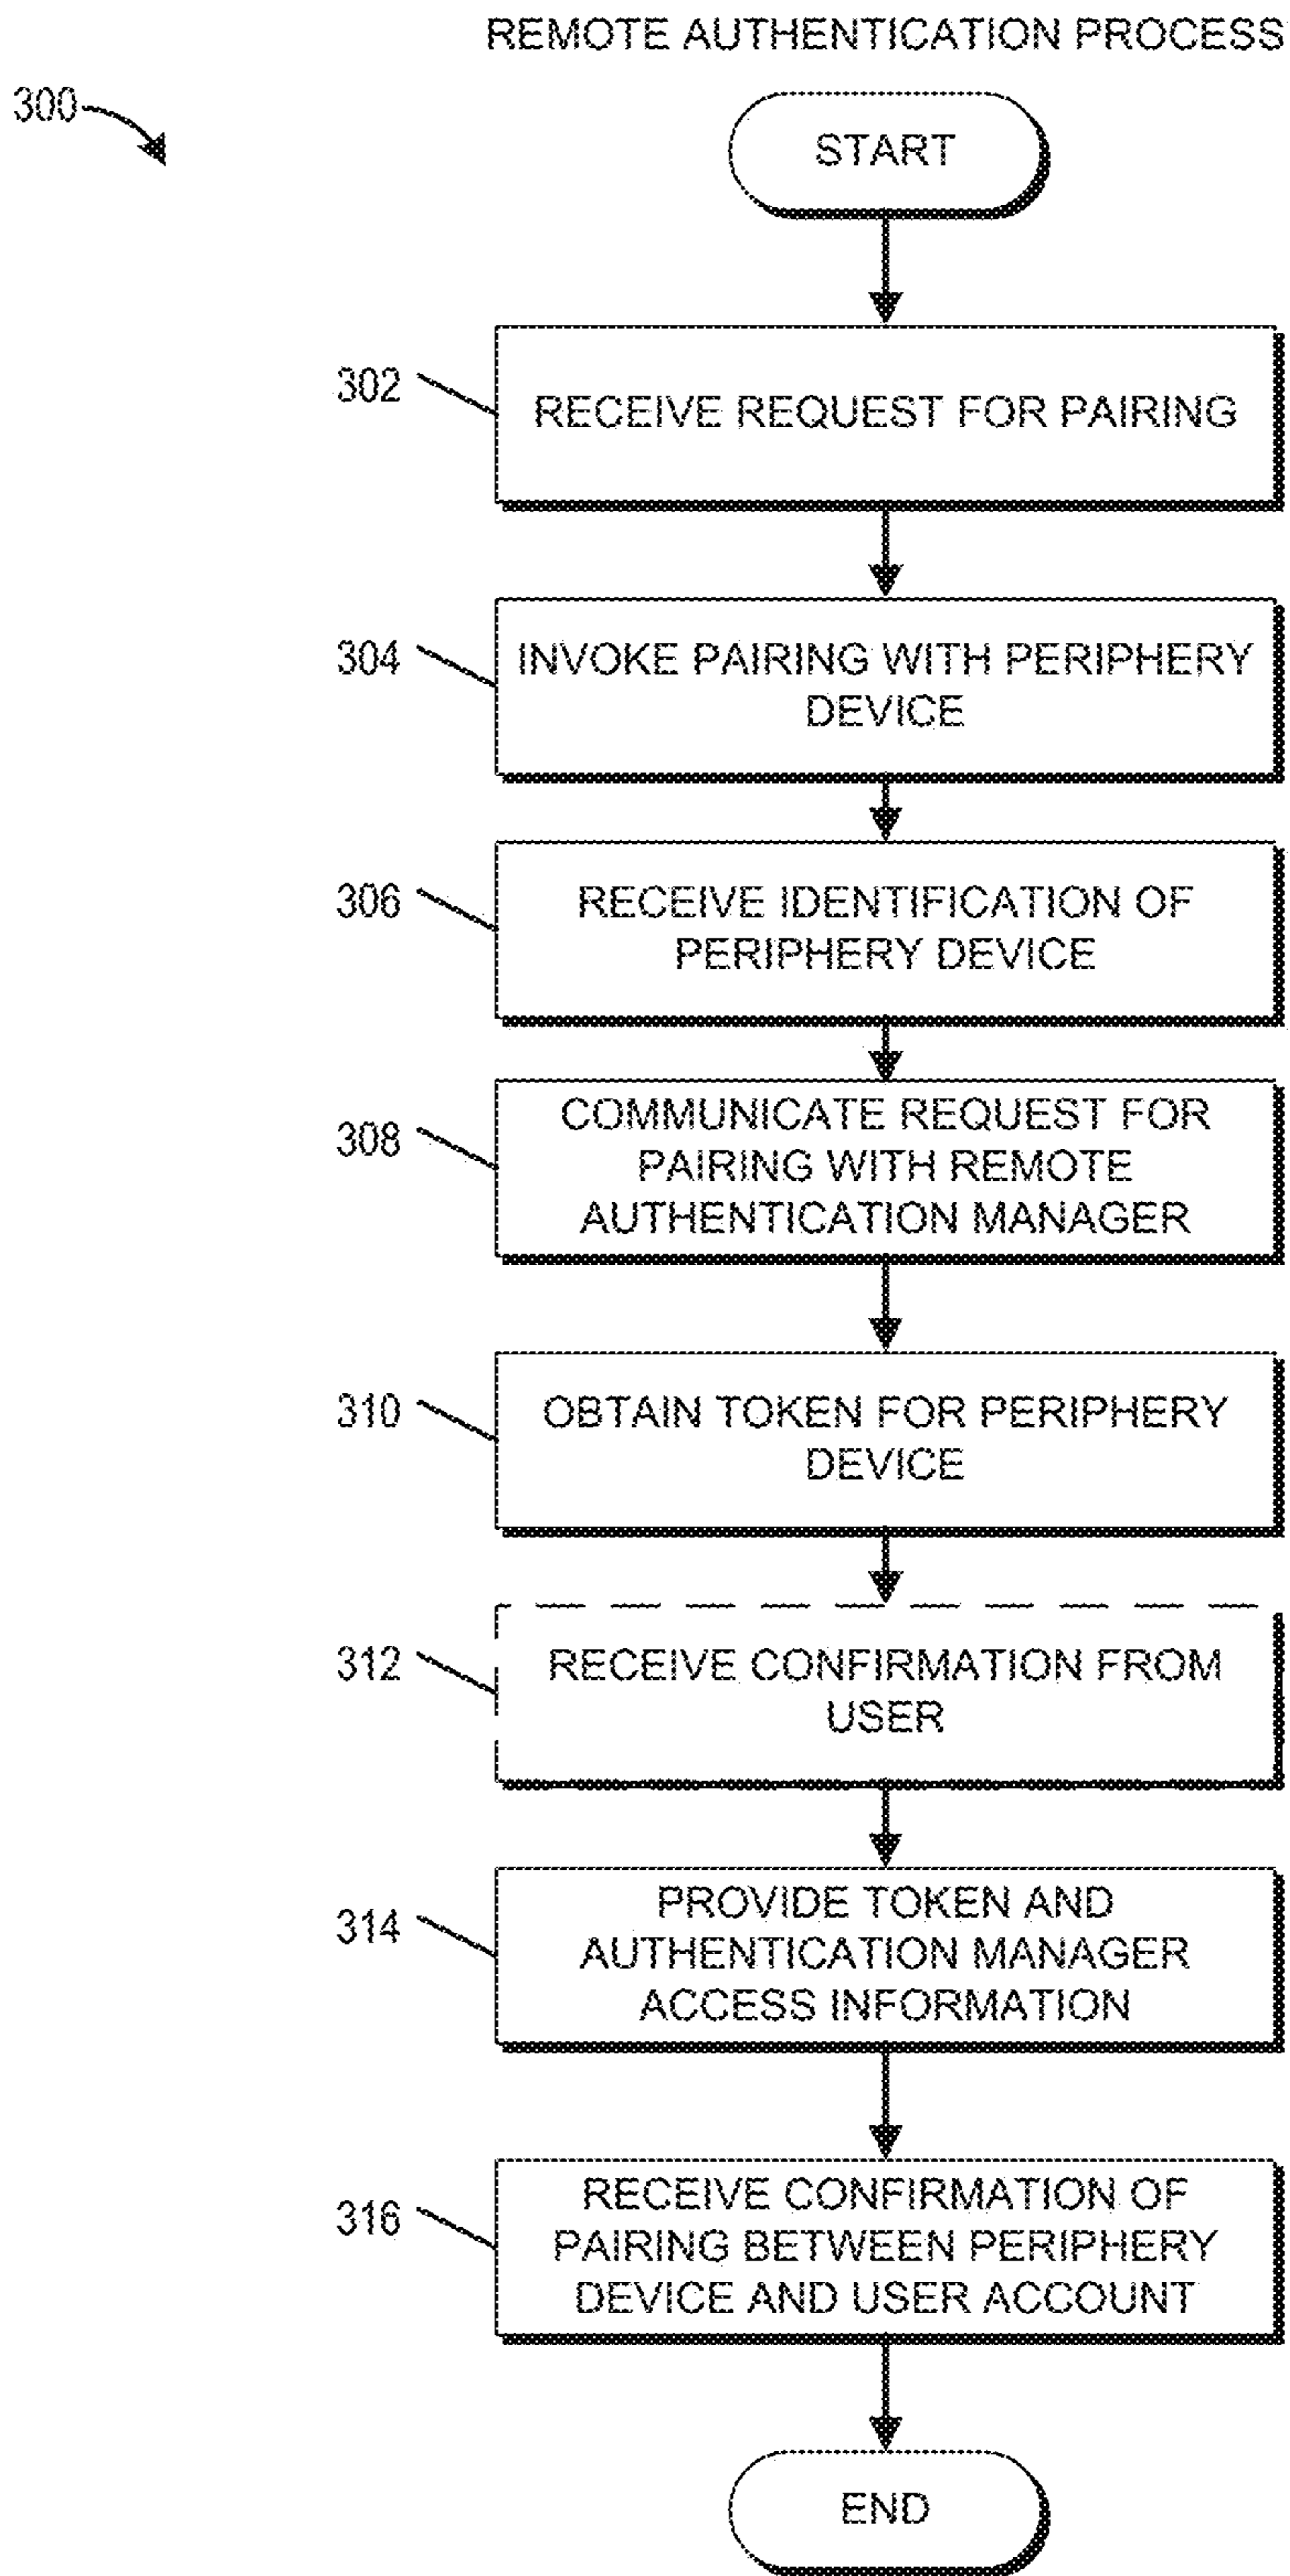 REMOTE AUTHENTICATION PROCESS
300
START
302
RECEIVE REQUEST FOR PAIRING
304
INVOKE PAIRING WITH PERIPHERY
DEVICE
306
RECEIVE IDENTIFICATION OF
PERIPHERY DEVICE
308
COMMUNICATE REQUEST FOR
PAIRING WITH REMOTE
AUTHENTICATION MANAGER
310
OBTAIN TOKEN FOR PERIPHERY
DEVICE
312
RECEIVE CONFIRMATION FROM
USER
314
PROVIDE TOKEN AND
AUTHENTICATION MANAGER
ACCESS INFORMATION
316
RECEIVE CONFIRMATION OF
PAIRING BETWEEN PERIPHERY
DEVICE AND USER ACCOUNT
END